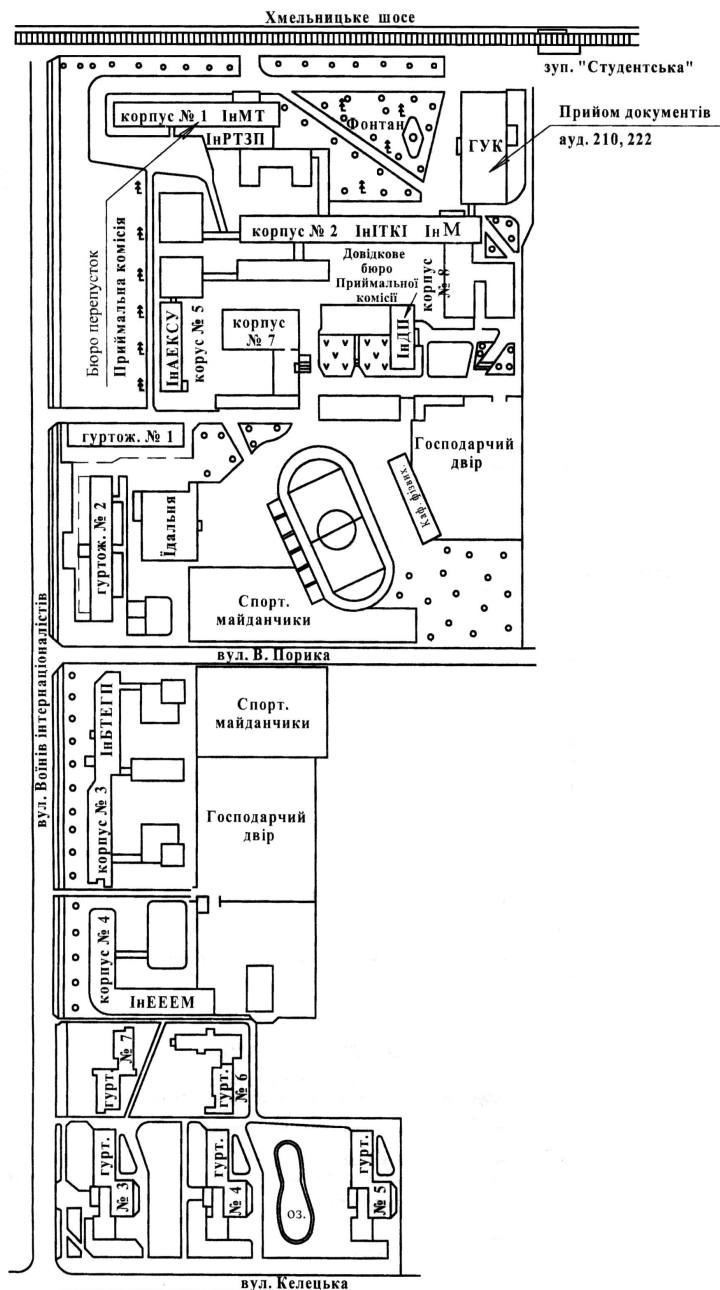 Хмельницьке шосе
зуп. "Студентська"
корпус № 1 ІнМТ
ІнРТЗП
Фонтан
ГУК
Прийом документів
ауд. 210, 222
корпус № 2 ІнІТКІ ІнМ
Довідкове
бюро
Приймальної
комісії
корпус
№ 8
Бюро перепусток
Приймальна комісія
ІнАЕКСУ
корус № 5
корпус
№ 7
ІнДП
гуртож. № 1
Господарчий
двір
Каф фізвих.
гуртож. № 2
Їдальня
Спорт.
майданчики
вул. В. Порика
вул. Воїнів інтернаціоналістів
ІнБТЕГП
корпус № 3
Спорт.
майданчики
Господарчий
двір
корпус № 4
ІнЕЕЕМ
гурт.
№ 7
гурт.
№ 6
гурт.
№ 3
гурт.
№ 4
оз.
гурт.
№ 5
вул. Келецька